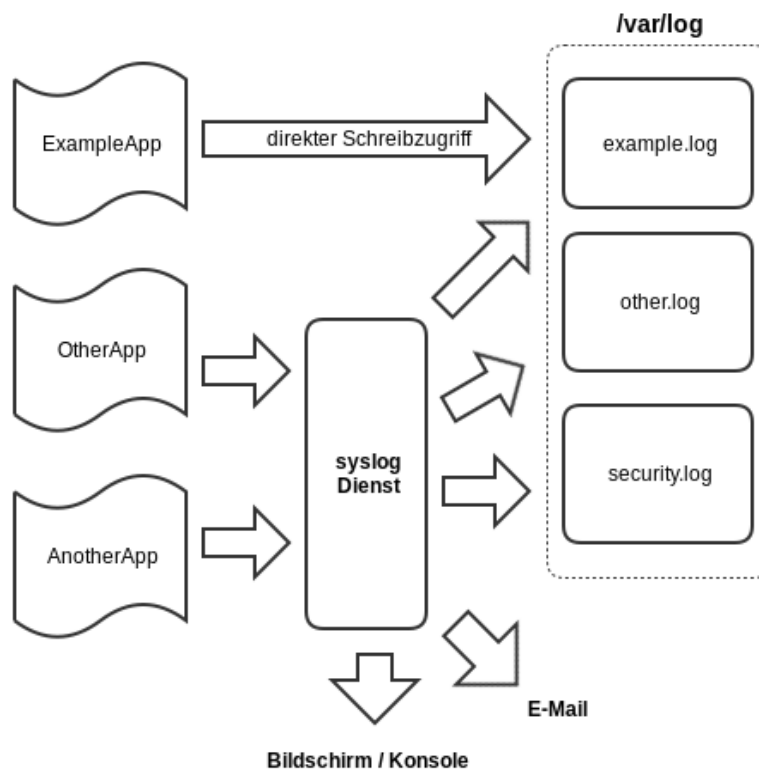 /var/log
ExampleApp
direkter Schreibzugriff
example.log
OtherApp
other.log
syslog
Dienst
security.log
AnotherApp
E-Mail
Bildschirm / Konsole